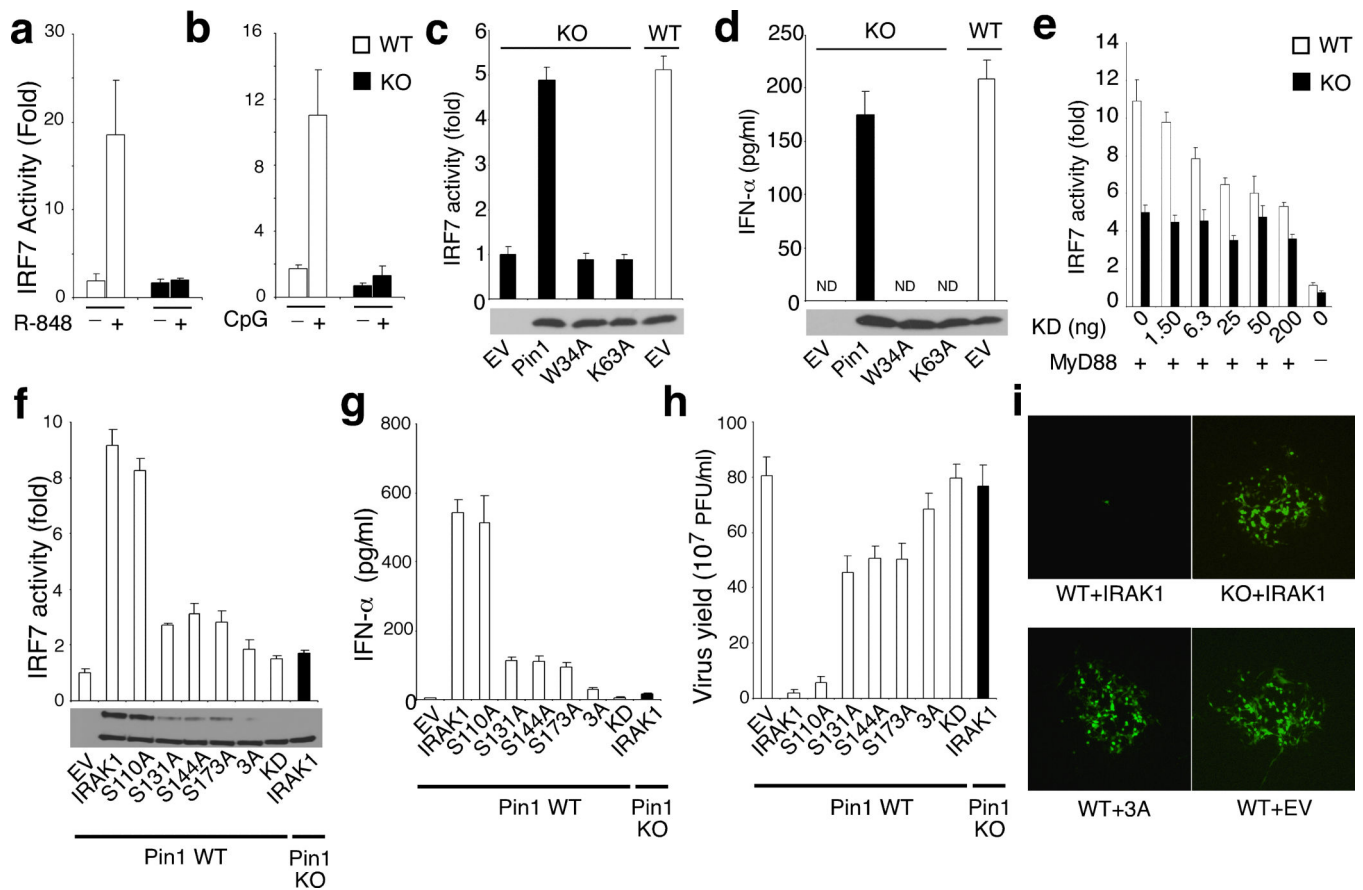 a
IRF7 Activity (Fold)
30
20
10
0
R-848
– + – +
b
WT
KO
16
12
8
4
0
CpG
– + – +
c
KO WT
IRF7 activity (fold)
6
5
4
3
2
1
0
EV Pin1 W34A K63A EV
d
KO WT
IFN-α (pg/ml)
250
200
150
100
50
0
ND ND ND
EV Pin1 W34A K63A EV
e
WT
KO
IRF7 activity (fold)
14
12
10
8
6
4
2
0
KD (ng) 0 1.50 6.3 25 50 200 0
MyD88 + + + + + + –
f
IRF7 activity (fold)
10
8
6
4
2
0
EV IRAK1 S110A S131A S144A S173A 3A KD IRAK1
Pin1 WT
Pin1 KO
g
IFN-α (pg/ml)
800
600
400
200
0
EV IRAK1 S110A S131A S144A S173A 3A KD IRAK1
Pin1 WT
Pin1 KO
h
Virus yield (10⁷ PFU/ml)
100
80
60
40
20
0
EV IRAK1 S110A S131A S144A S173A 3A KD IRAK1
Pin1 WT
Pin1 KO
i
WT+IRAK1 KO+IRAK1
WT+3A WT+EV